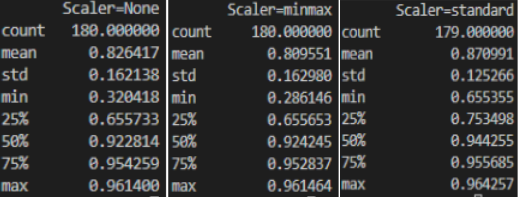 Scaler=None
count 180.000000
mean 0.826417
std 0.162138
min 0.320418
25% 0.655733
50% 0.922814
75% 0.954259
max 0.961400
Scaler=minmax
count 180.000000
mean 0.809551
std 0.162980
min 0.286146
25% 0.655653
50% 0.924245
75% 0.952837
max 0.961464
Scaler=standard
count 179.000000
mean 0.870991
std 0.125266
min 0.655355
25% 0.753498
50% 0.944255
75% 0.955685
max 0.964257